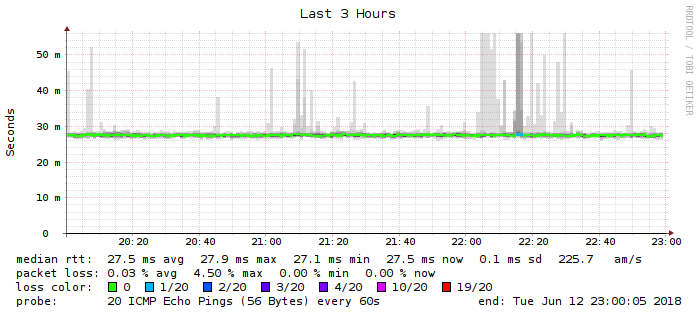 Last 3 Hours
RRDTOOL / TOBI OETIKER
Seconds
50 m
40 m
30 m
20 m
10 m
0
20:20 20:40 21:00 21:20 21:40 22:00 22:20 22:40 23:00
median rtt: 27.5 ms avg 27.9 ms max 27.1 ms min 27.5 ms now 0.1 ms sd 225.7 am/s
packet loss: 0.03 % avg 4.50 % max 0.00 % min 0.00 % now
loss color: 0 1/20 2/20 3/20 4/20 10/20 19/20
probe: 20 ICMP Echo Pings (56 Bytes) every 60s end: Tue Jun 12 23:00:05 2018